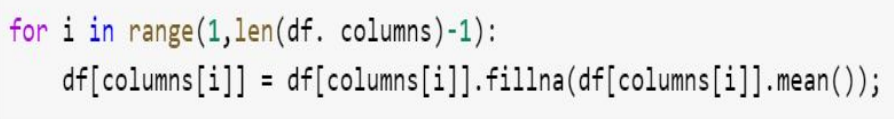 for i in range(1,len(df. columns)-1):
    df[columns[i]] = df[columns[i]].fillna(df[columns[i]].mean());